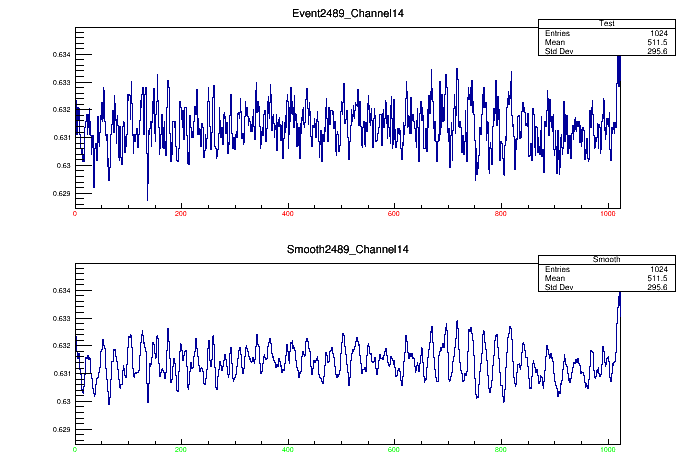 Event2489_Channel14
Test
Entries 1024
Mean 511.5
Std Dev 295.6
0.634
0.633
0.632
0.631
0.63
0.629
0 200 400 600 800 1000
Smooth2489_Channel14
Smooth
Entries 1024
Mean 511.5
Std Dev 295.6
0.634
0.633
0.632
0.631
0.63
0.629
0 200 400 600 800 1000